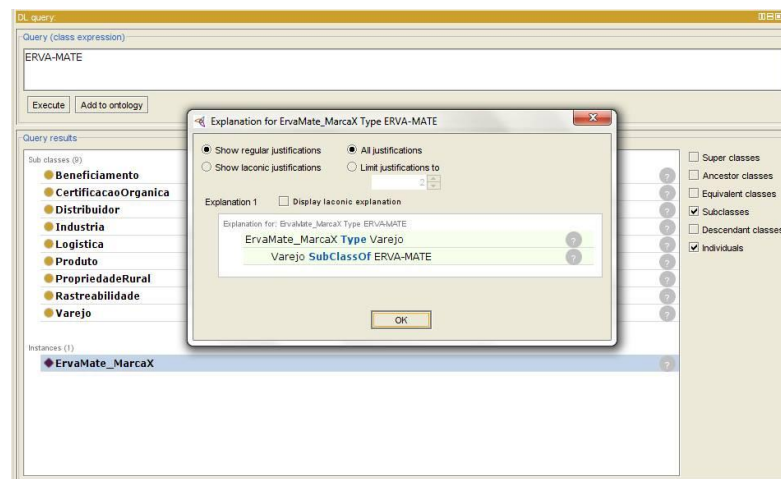 DL query:
Query (class expression)
ERVA-MATE
Execute Add to ontology
Query results
Sub classes (9)
Beneficiamento
CertificacaoOrganica
Distribuidor
Industria
Logistica
Produto
PropriedadeRural
Rastreabilidade
Varejo
Instances (1)
ErvaMate_MarcaX
Explanation for ErvaMate_MarcaX Type ERVA-MATE
Show regular justifications All justifications
Show laconic justifications Limit justifications to
2
Explanation 1 Display laconic explanation
Explanation for: ErvaMate_MarcaX Type ERVA-MATE
ErvaMate_MarcaX Type Varejo
Varejo SubClassOf ERVA-MATE
OK
Super classes
Ancestor classes
Equivalent classes
Subclasses
Descendant classes
Individuals